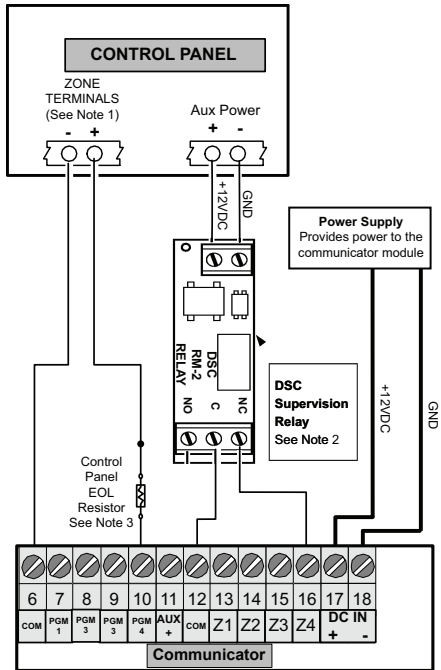 CONTROL PANEL
ZONE
TERMINALS
(See Note 1)
- +
Aux Power
+ -
+12VDC
GND
Power Supply
Provides power to the
communicator module
DSC
RM-2
RELAY
NO C NC
DSC
Supervision
Relay
See Note 2
+12VDC
GND
Control
Panel
EOL
Resistor
See Note 3
6 7 8 9 10 11 12 13 14 15 16 17 18
COM PGM 1 PGM 3 PGM 3 PGM 4 AUX + COM Z1 Z2 Z3 Z4 DC IN + -
Communicator